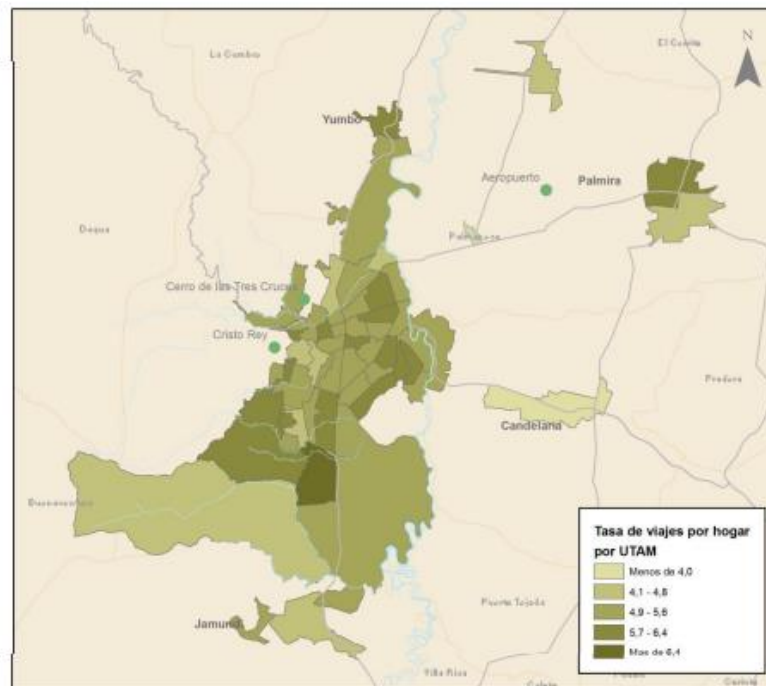 La Cumbre
El Cerrito
N
Yumbo
Aeropuerto
Palmira
Dagua
Cerro de las Tres Cruces
Cristo Rey
Pradera
Candelaria
Tasa de viajes por hogar
por UTAM
Menos de 4,0
4,1 - 4,8
4,9 - 5,6
5,7 - 6,4
Mas de 6,4
Puerto Tejada
Jamundí
Villa Rica